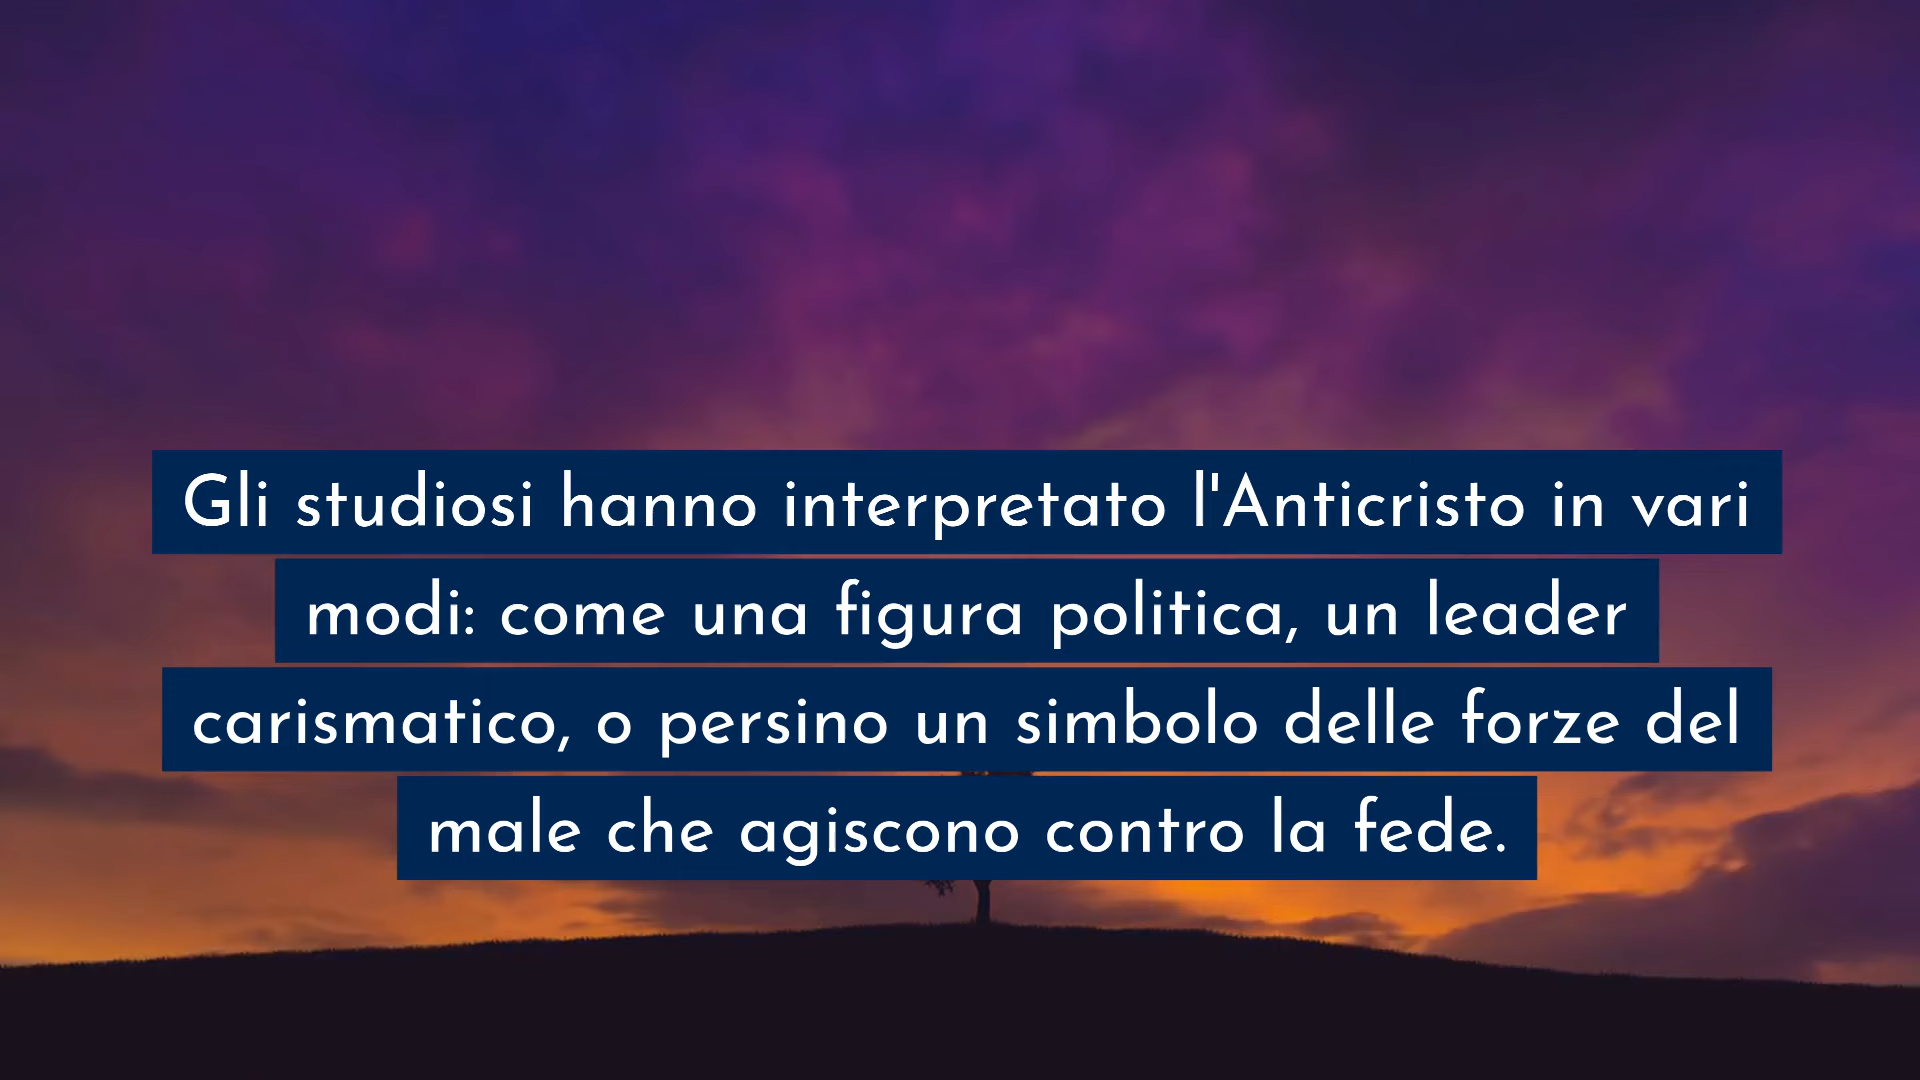 Gli studiosi hanno interpretato l'Anticristo in vari
modi: come una figura politica, un leader
carismatico, o persino un simbolo delle forze del
male che agiscono contro la fede.